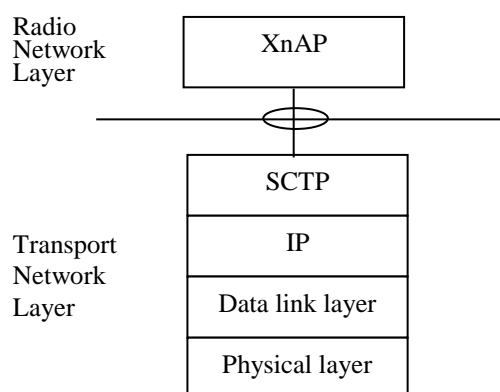 Radio
Network
Layer
XnAP
SCTP
IP
Transport
Network
Layer
Data link layer
Physical layer